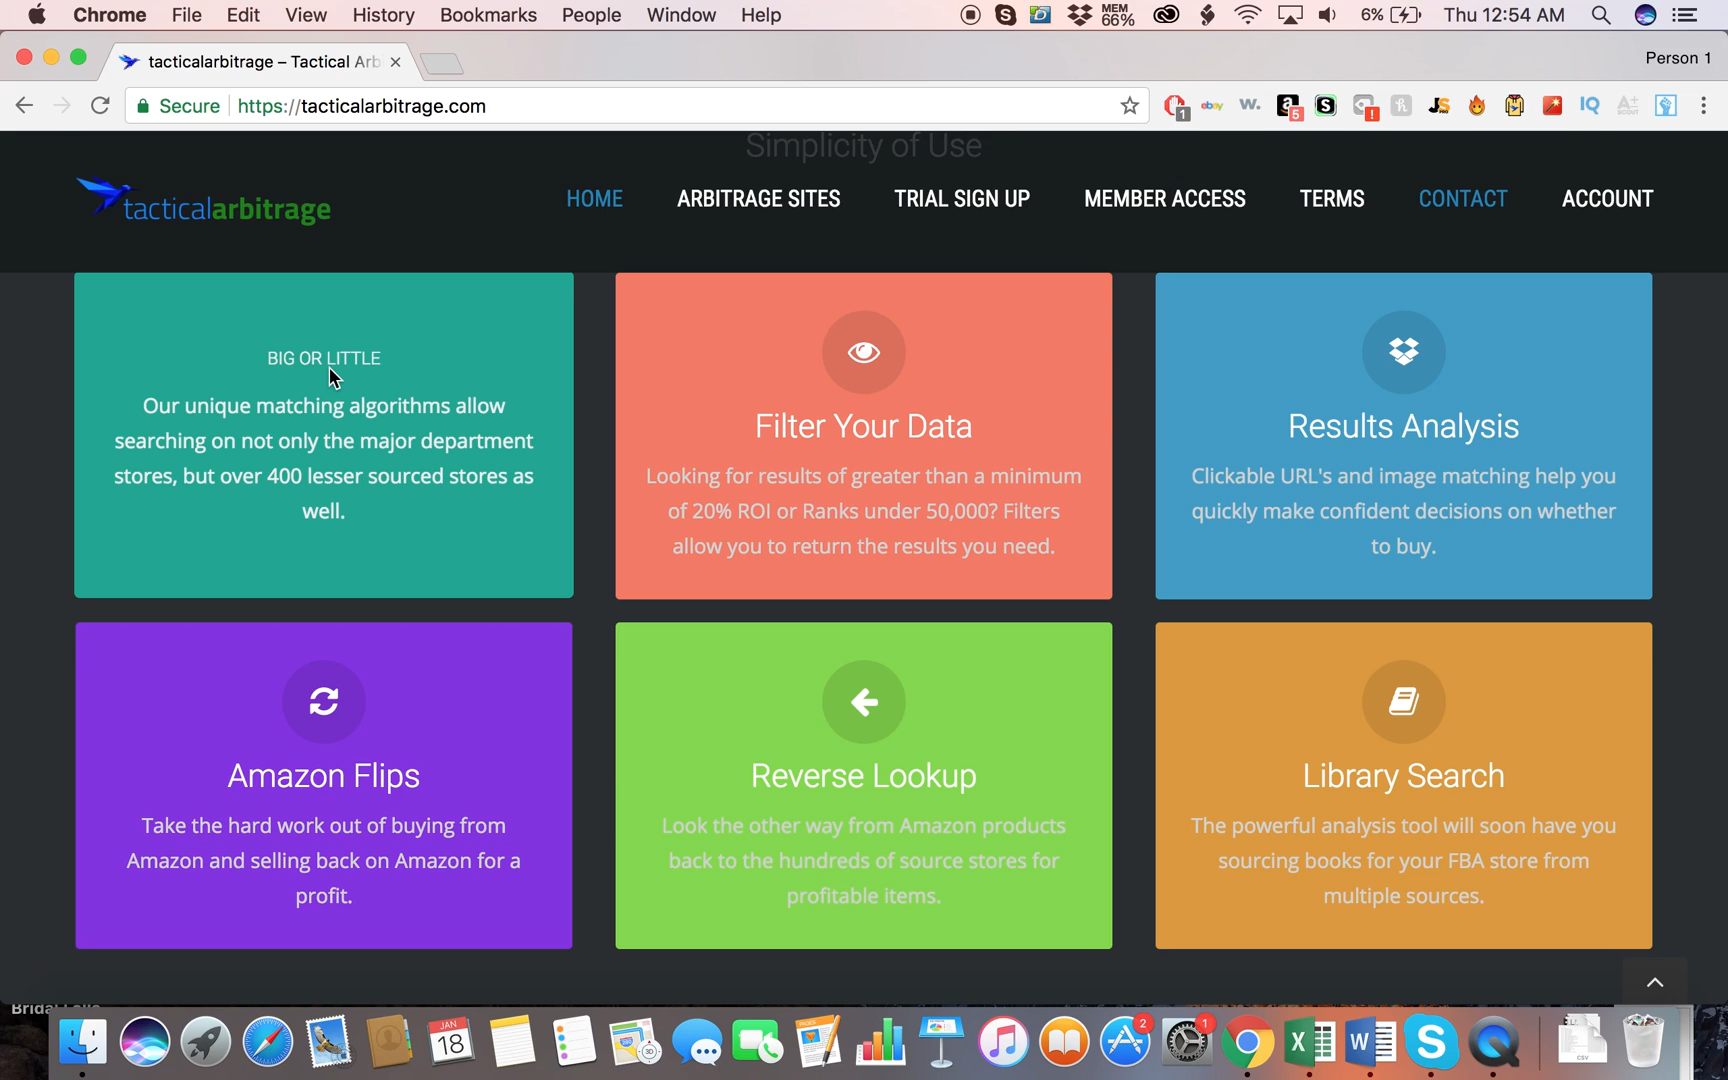 Chrome File Edit View History Bookmarks People Window Help MEM 66% 6% Thu 12:54 AM
tacticalarbitrage – Tactical Arb Person 1
Secure https://tacticalarbitrage.com
Simplicity of Use
tacticalarbitrage
HOME ARBITRAGE SITES TRIAL SIGN UP MEMBER ACCESS TERMS CONTACT ACCOUNT
BIG OR LITTLE
Our unique matching algorithms allow
searching on not only the major department
stores, but over 400 lesser sourced stores as
well.
Filter Your Data
Looking for results of greater than a minimum
of 20% ROI or Ranks under 50,000? Filters
allow you to return the results you need.
Results Analysis
Clickable URL's and image matching help you
quickly make confident decisions on whether
to buy.
Amazon Flips
Take the hard work out of buying from
Amazon and selling back on Amazon for a
profit.
Reverse Lookup
Look the other way from Amazon products
back to the hundreds of source stores for
profitable items.
Library Search
The powerful analysis tool will soon have you
sourcing books for your FBA store from
multiple sources.
JAN
18
2
1
CSV